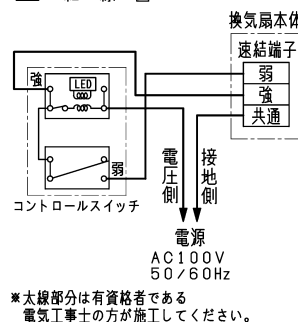 換気扇本体
速結端子
弱
強
共通
強
LED
弱
コントロールスイッチ
電圧側
接地側
電源
AC100V
50/60Hz
※太線部分は有資格者である
電気工事士の方が施工してください。